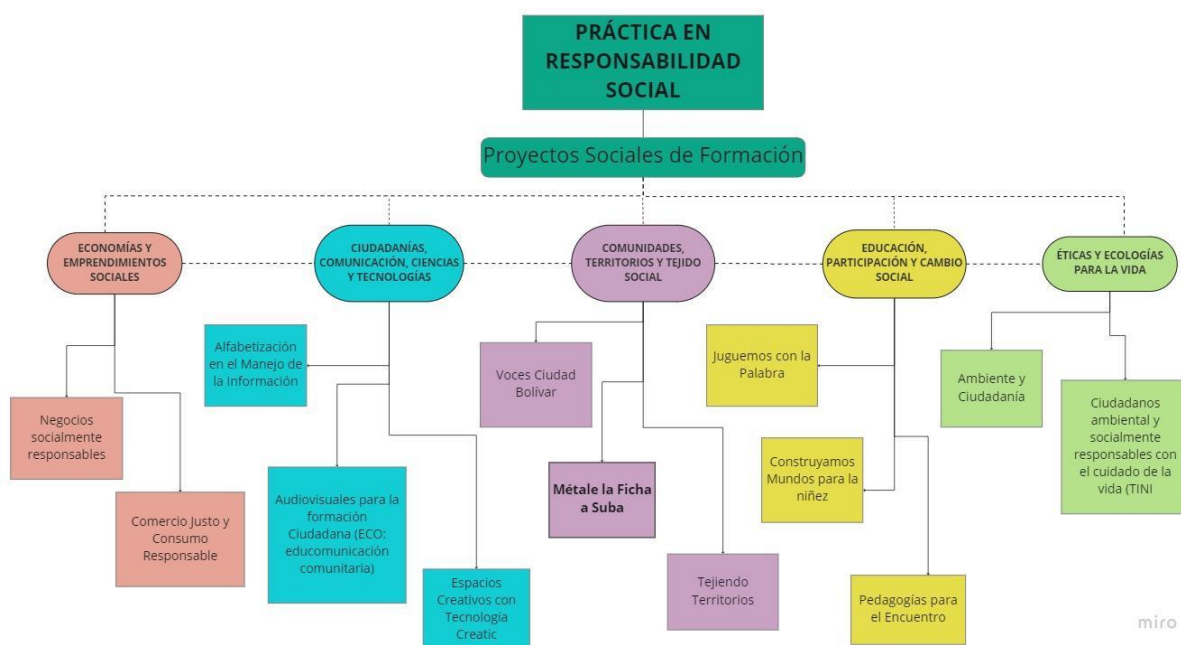 PRÁCTICA EN
RESPONSABILIDAD
SOCIAL
Proyectos Sociales de Formación
ECONOMÍAS Y
EMPRENDIMIENTOS
SOCIALES
CIUDADANÍAS,
COMUNICACIÓN, CIENCIAS
Y TECNOLOGÍAS
COMUNIDADES,
TERRITORIOS Y TEJIDO
SOCIAL
EDUCACIÓN,
PARTICIPACIÓN Y CAMBIO
SOCIAL
ÉTICAS Y ECOLOGÍAS
PARA LA VIDA
Negocios
socialmente
responsables
Comercio Justo y
Consumo
Responsable
Alfabetización
en el Manejo de
la Información
Audiovisuales para la
formación
Ciudadana (ECO:
educomunicación
comunitaria)
Espacios
Creativos con
Tecnología
Creatic
Voces Ciudad
Bolívar
Métale la Ficha
a Suba
Tejiendo
Territorios
Juguemos con la
Palabra
Construyamos
Mundos para la
niñez
Pedagogías para
el Encuentro
Ambiente y
Ciudadanía
Ciudadanos
ambiental y
socialmente
responsables con
el cuidado de la
vida (TINI
miro